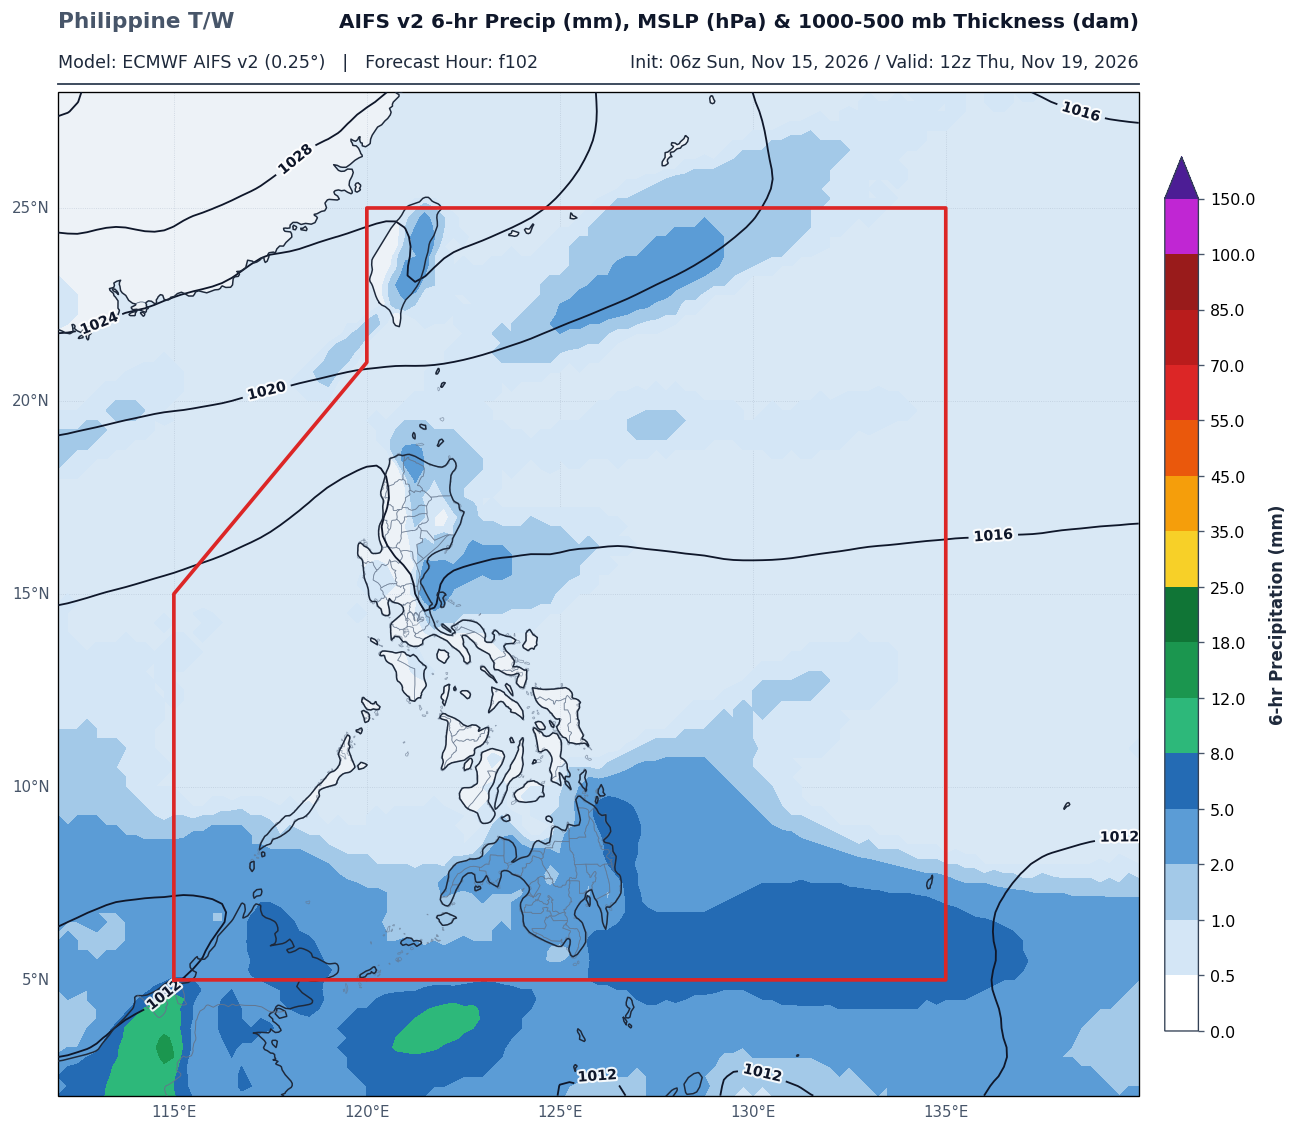 Philippine T/W
AIFS v2 6-hr Precip (mm), MSLP (hPa) & 1000-500 mb Thickness (dam)
Model: ECMWF AIFS v2 (0.25°) | Forecast Hour: f102
Init: 06z Sun, Nov 15, 2026 / Valid: 12z Thu, Nov 19, 2026
1016
1028
1024
1020
1016
1012
1012
1012
1012
25°N
20°N
15°N
10°N
5°N
115°E
120°E
125°E
130°E
135°E
150.0
100.0
85.0
70.0
55.0
45.0
35.0
25.0
18.0
12.0
8.0
5.0
2.0
1.0
0.5
0.0
6-hr Precipitation (mm)